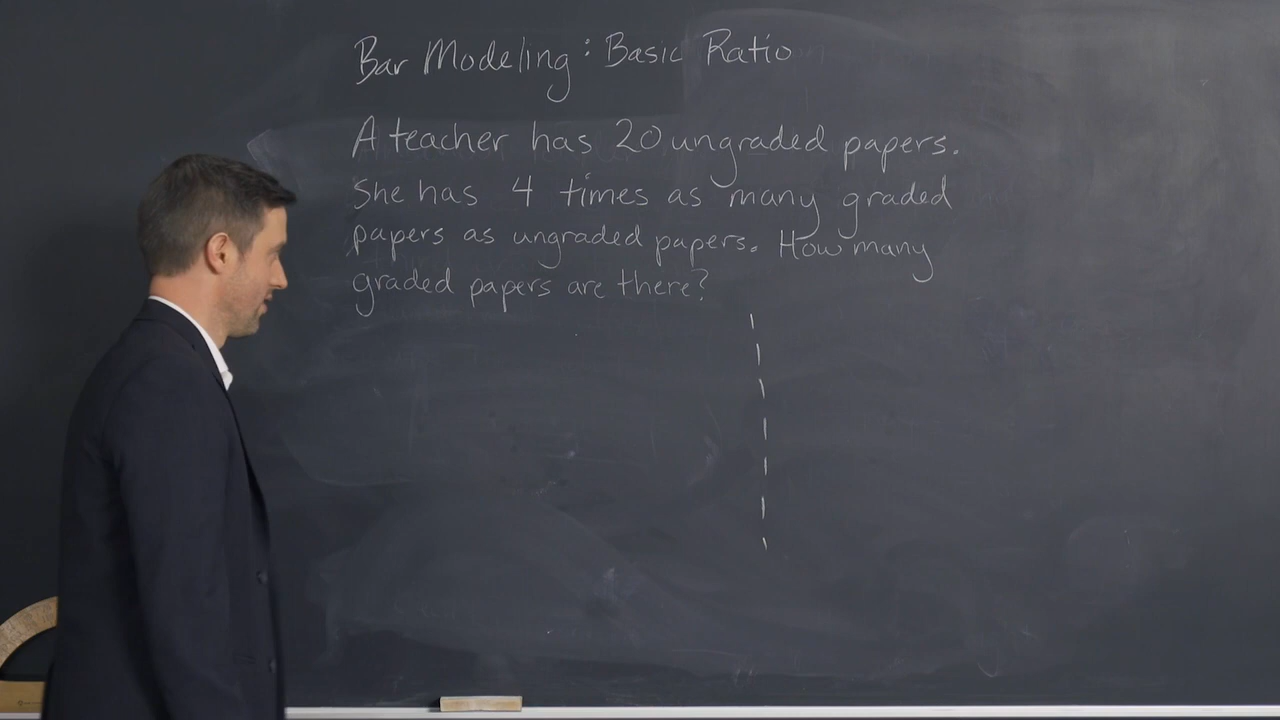 Bar Modeling: Basic Ratio
A teacher has 20 ungraded papers.
She has 4 times as many graded
papers as ungraded papers. How many
graded papers are there?